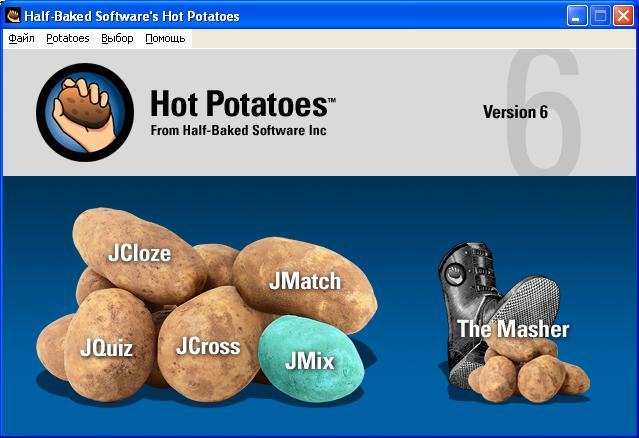 Half-Baked Software's Hot Potatoes
Файл Potatoes Выбор Помощь
6
Hot Potatoes™
From Half-Baked Software Inc
Version 6
JCloze
JMatch
JQuiz
JCross
JMix
The Masher